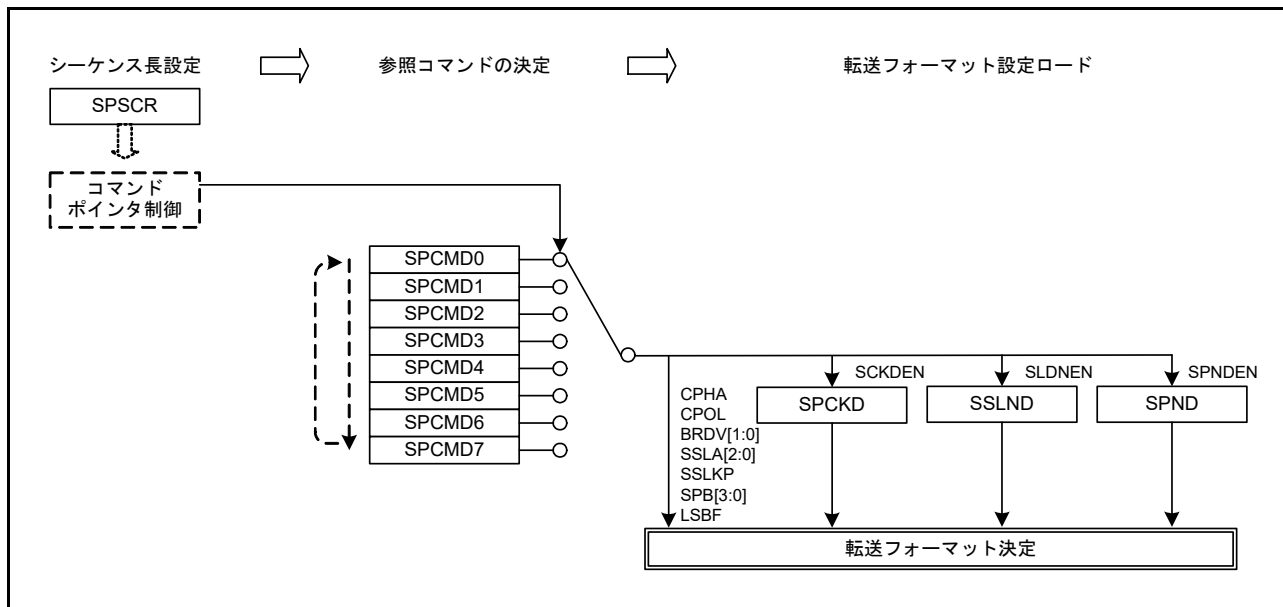 シーケンス長設定
参照コマンドの決定
転送フォーマット設定ロード
SPSCR
コマンド
ポインタ制御
SPCMD0
SPCMD1
SPCMD2
SPCMD3
SPCMD4
SPCMD5
SPCMD6
SPCMD7
CPHA
CPOL
BRDV[1:0]
SSLA[2:0]
SSLKP
SPB[3:0]
LSBF
SCKDEN
SPCKD
SLDNEN
SSLND
SPNDEN
SPND
転送フォーマット決定